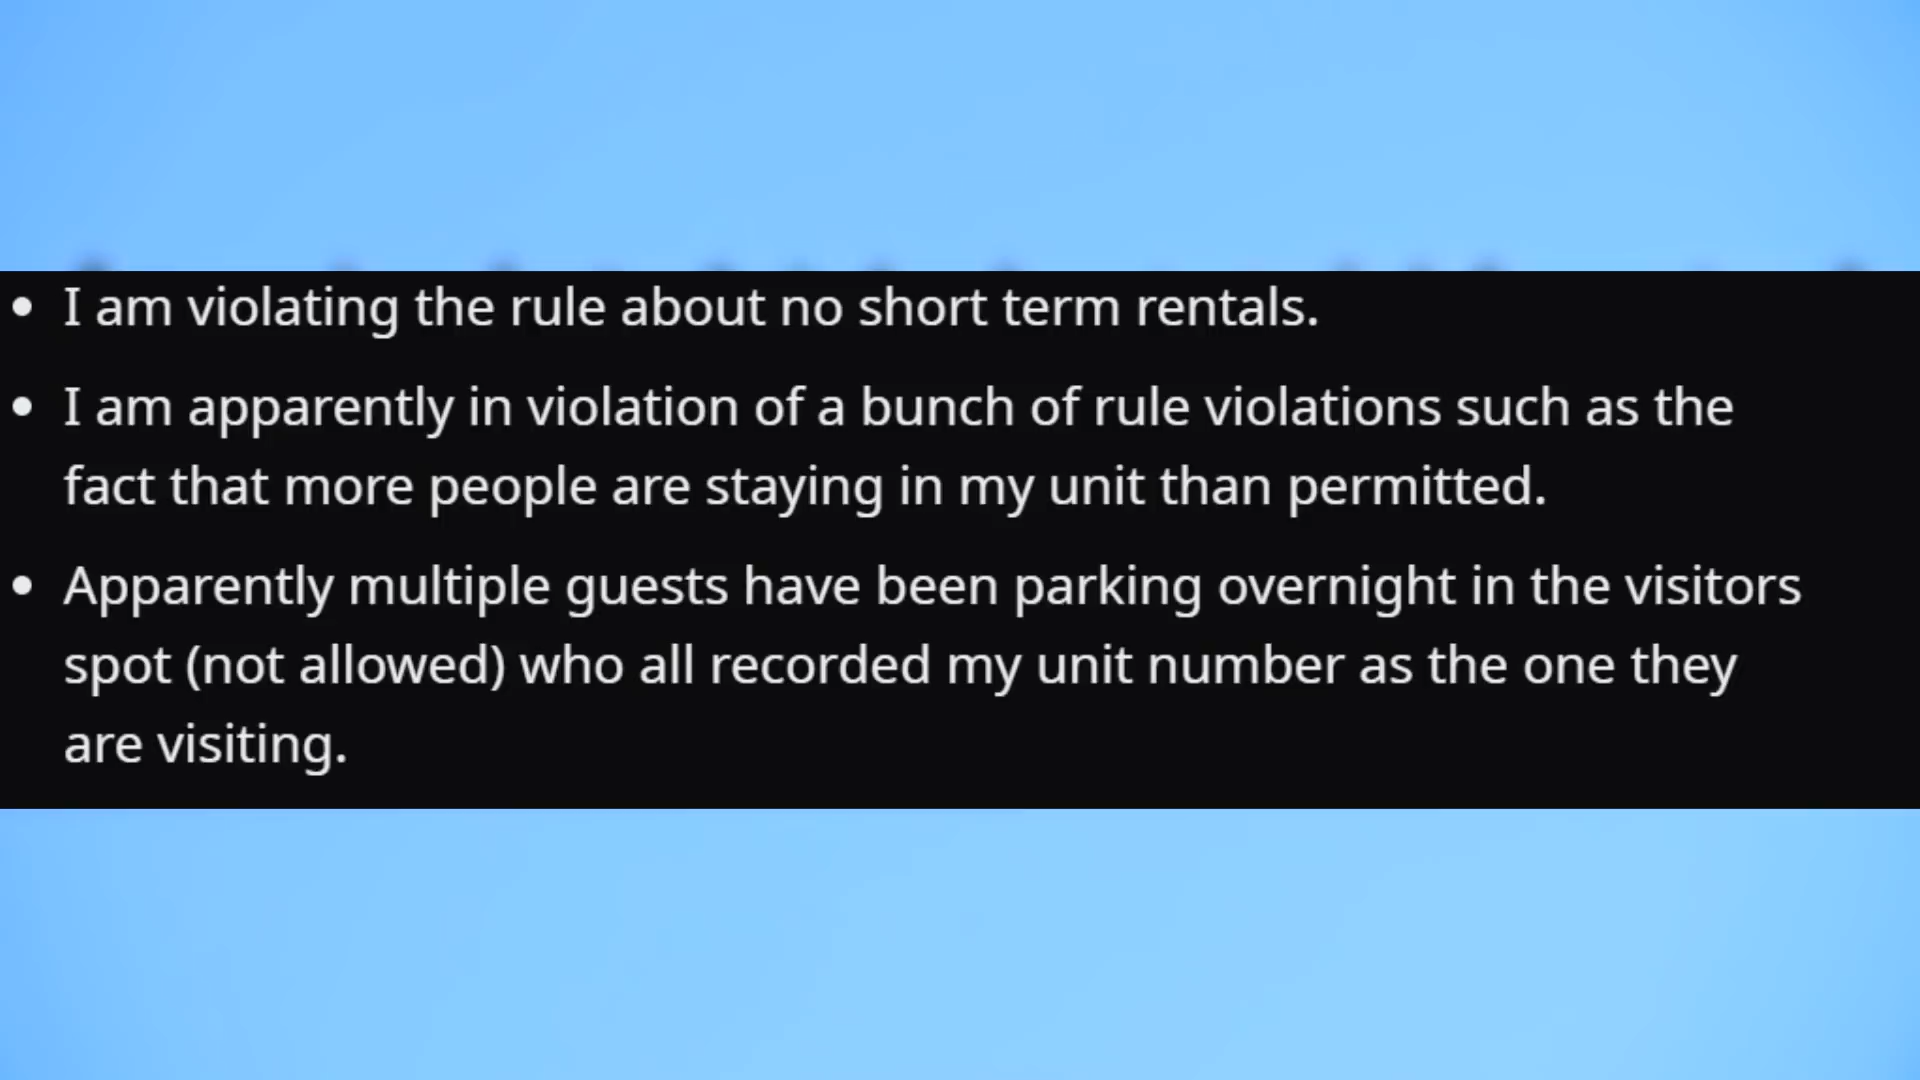 • I am violating the rule about no short term rentals.
• I am apparently in violation of a bunch of rule violations such as the
fact that more people are staying in my unit than permitted.
• Apparently multiple guests have been parking overnight in the visitors
spot (not allowed) who all recorded my unit number as the one they
are visiting.